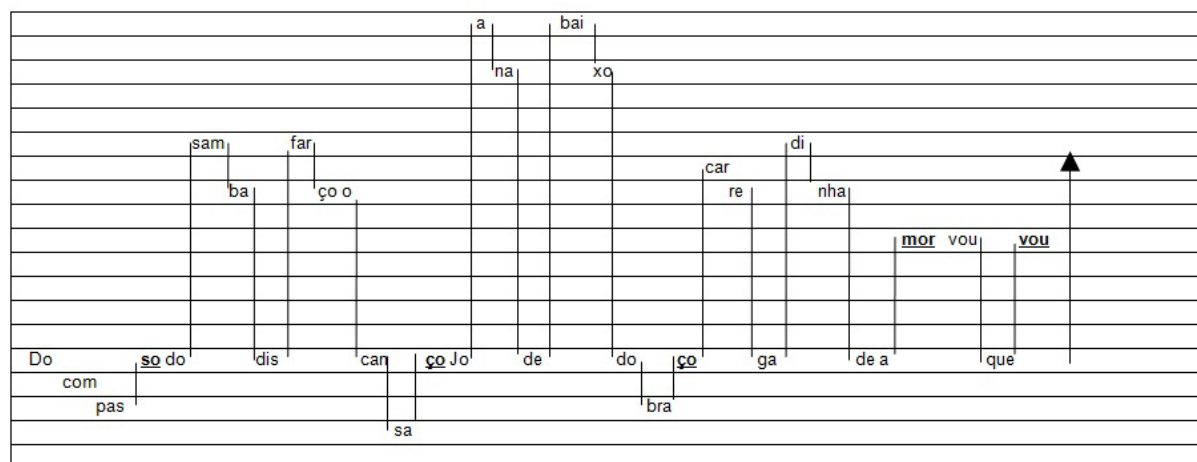 a bai
na xo
sam far di
car
ba ço o re nha
mor vou vou
Do so do dis can ço Jo de do ço ga de a que
com
pas bra
sa